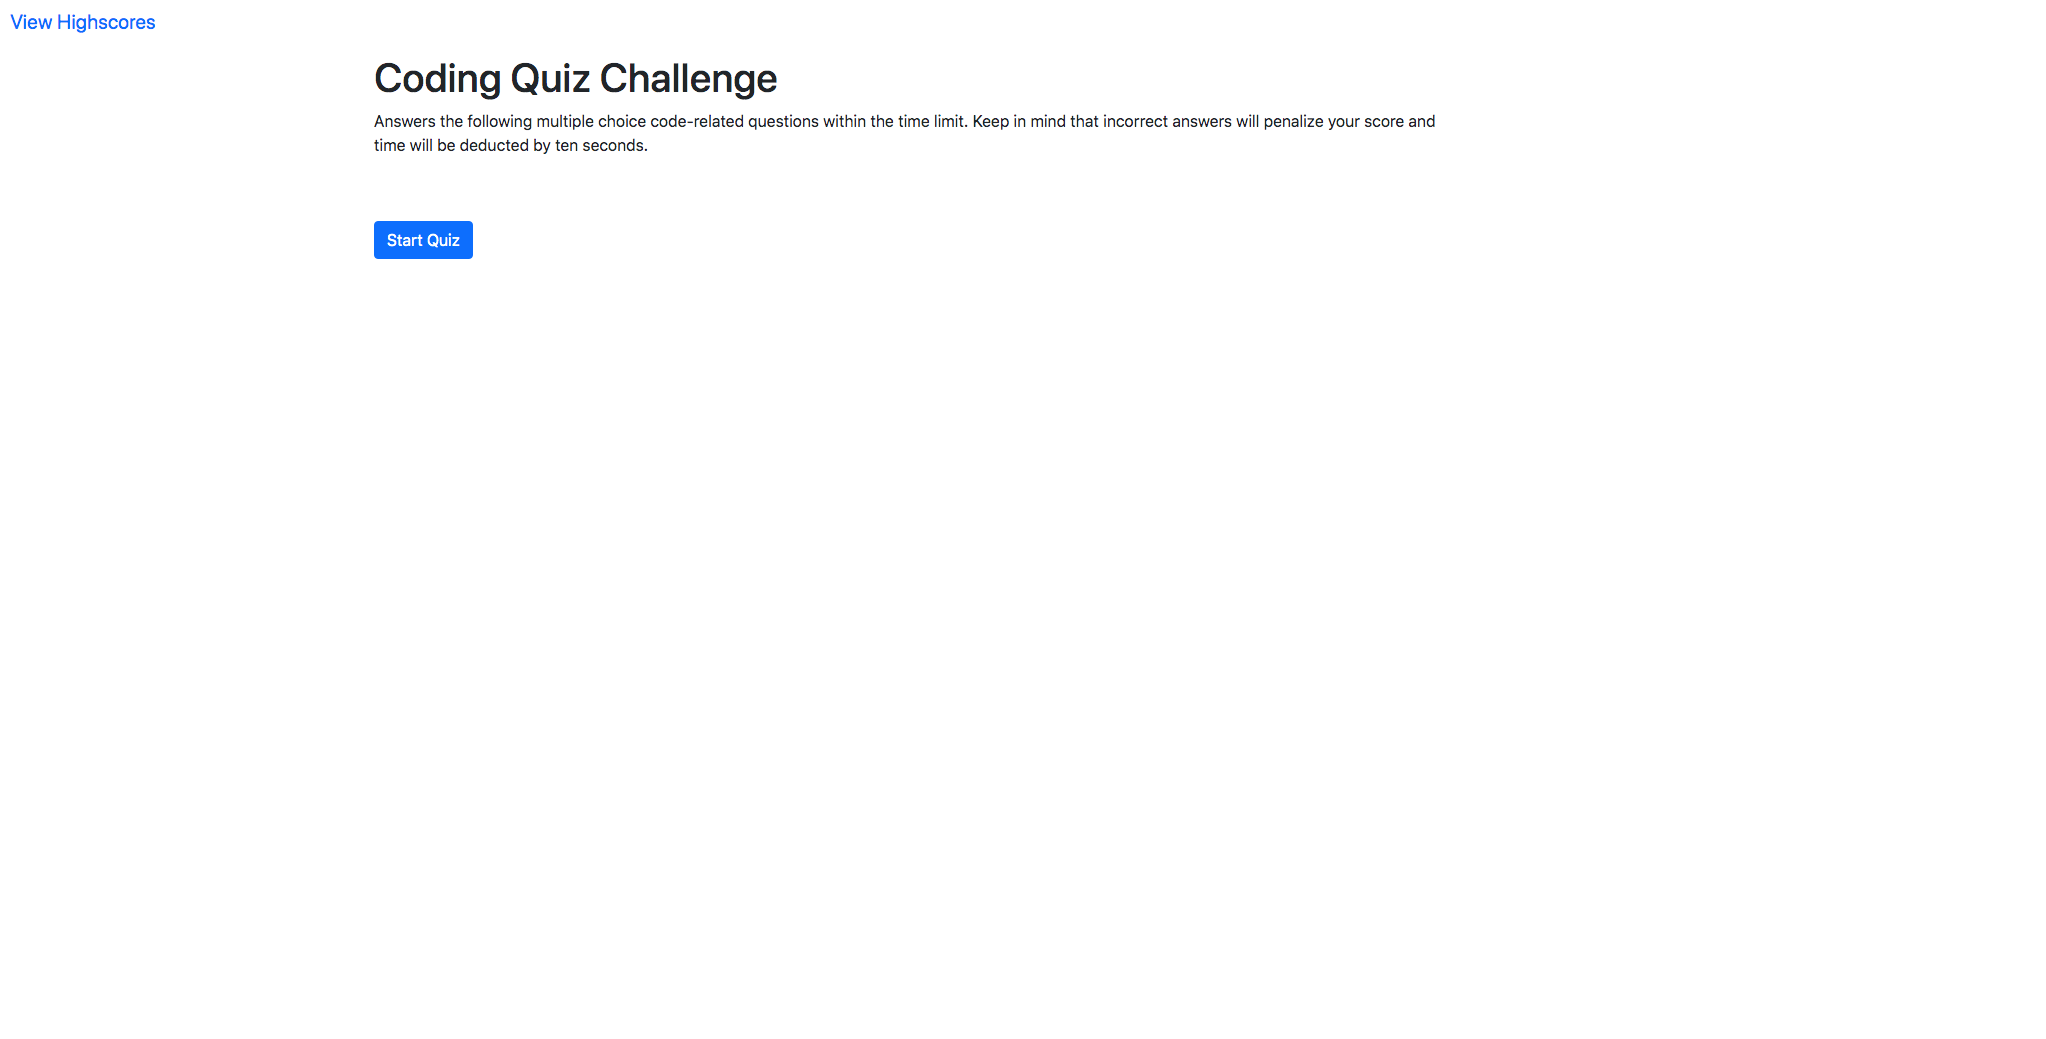 View Highscores
Coding Quiz Challenge
Answers the following multiple choice code-related questions within the time limit. Keep in mind that incorrect answers will penalize your score and
time will be deducted by ten seconds.
Start Quiz